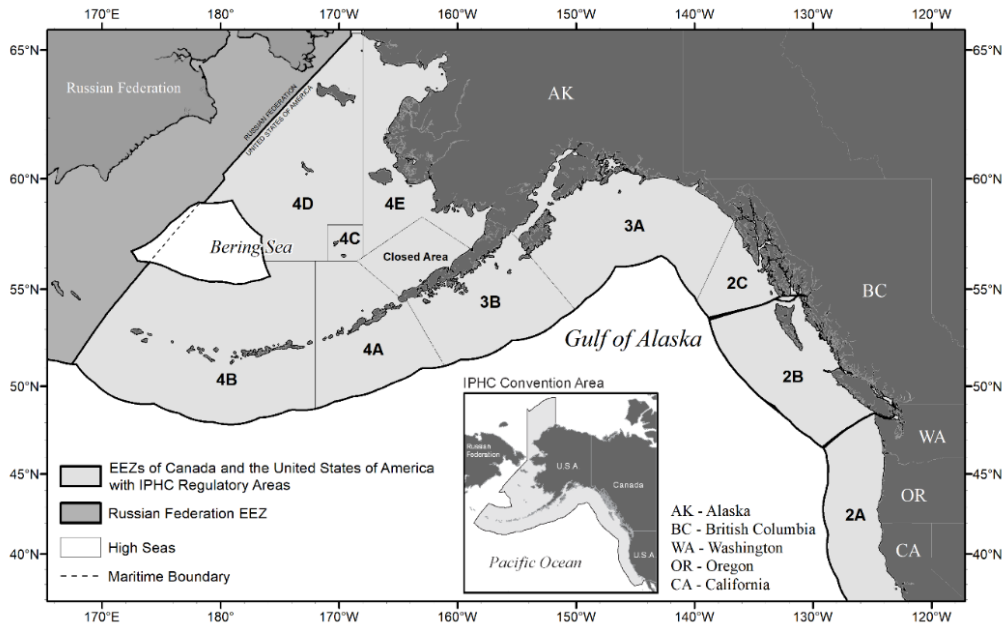 170°E
180°
170°W
160°W
150°W
140°W
130°W
120°W
65°N
65°N
Russian Federation
RUSSIAN FEDERATION
UNITED STATES OF AMERICA
AK
60°N
60°N
4D
4E
3A
4C
Bering Sea
Closed Area
2C
BC
55°N
55°N
3B
Gulf of Alaska
4A
4B
2B
50°N
50°N
IPHC Convention Area
Russian
Federation
U.S.A
Canada
U.S.A
Pacific Ocean
WA
EEZs of Canada and the United States of America
with IPHC Regulatory Areas
Russian Federation EEZ
High Seas
Maritime Boundary
45°N
45°N
OR
2A
AK - Alaska
BC - British Columbia
WA - Washington
OR - Oregon
CA - California
CA
40°N
40°N
170°E
180°
170°W
160°W
150°W
140°W
130°W
120°W